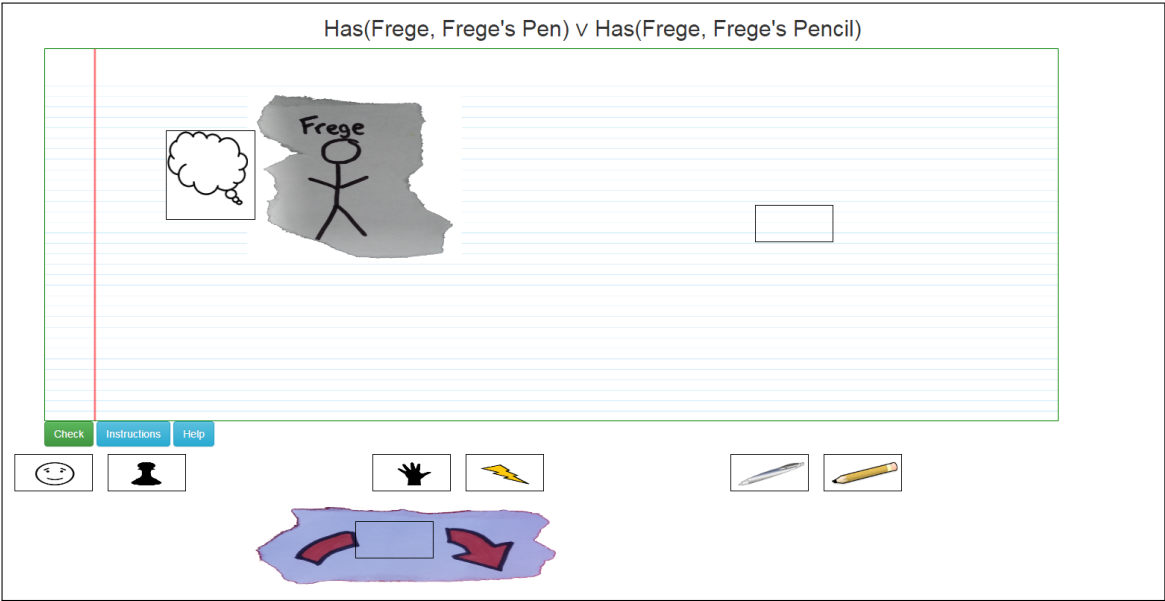 Has(Frege, Frege's Pen) ∨ Has(Frege, Frege's Pencil)
Frege
Check Instructions Help